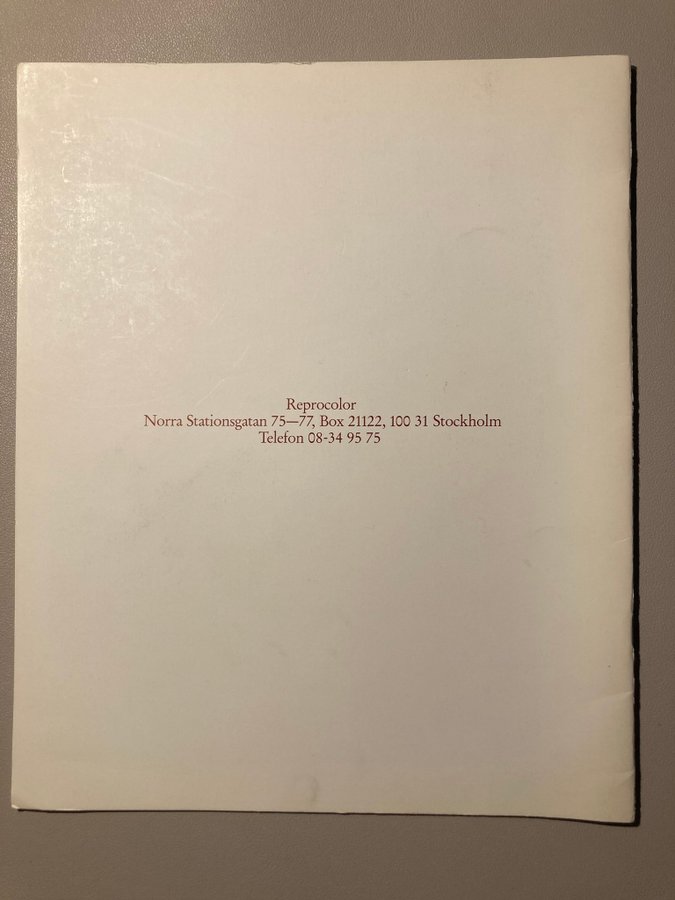 Reprocolor
Norra Stationsgatan 75—77, Box 21122, 100 31 Stockholm
Telefon 08-34 95 75